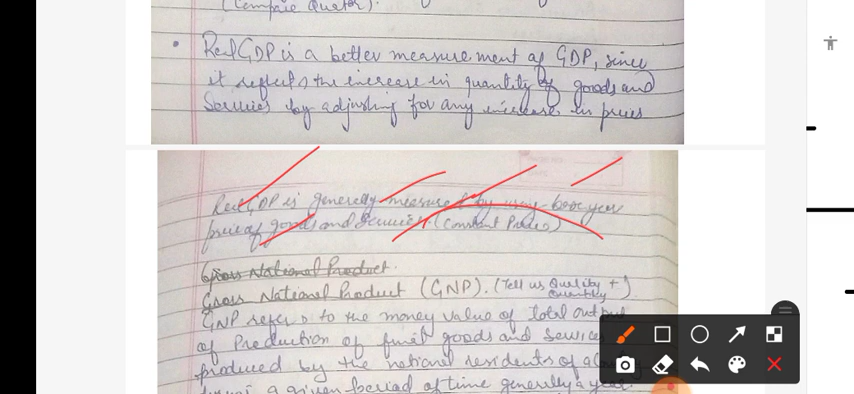 (Compare Quator).
• Real GDP is a better measurement of GDP, since
it reflects the increase in quantity of goods and
Services by adjusting for any increase in prices
Real GDP is generally measured by using base year
price of goods and services. (Constant Prices)
Gross National Product.
Gross National Product (GNP). (Tell us Quality +
Quantity)
GNP refers to the money value of total output
of Production of final goods and Services
produced by the national residents of a
a given period of time generally a year.